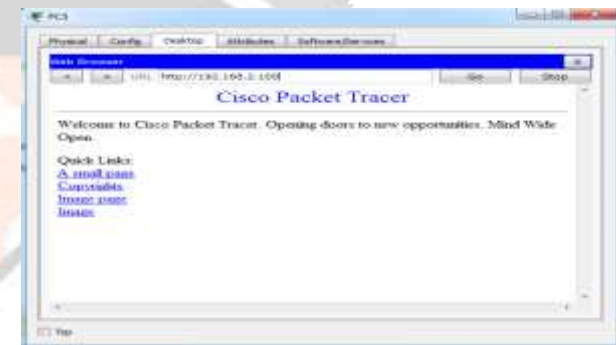 PC5
Physical Config Desktop Attributes Software/Services
Web Browser
< > URL http://192.168.2.100 Go Stop
Cisco Packet Tracer
Welcome to Cisco Packet Tracer. Opening doors to new opportunities. Mind Wide
Open.
Quick Links:
A small page
Copyrights
Image page
Image
Top